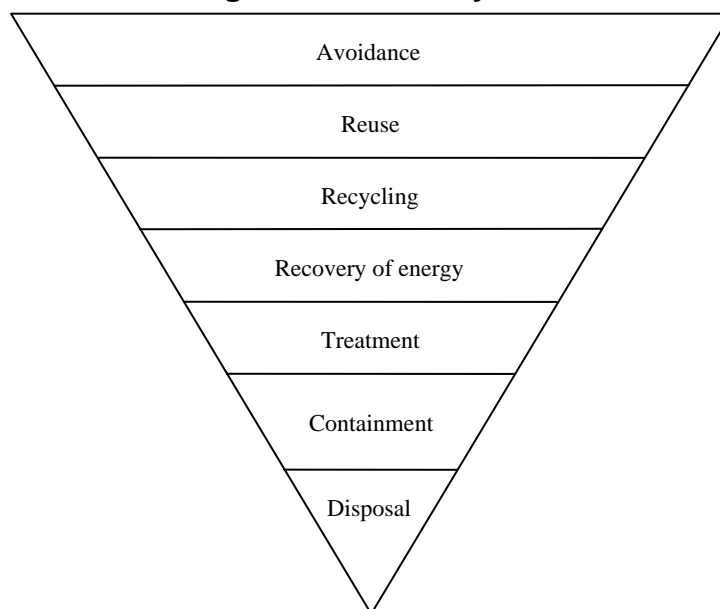 Avoidance
Reuse
Recycling
Recovery of energy
Treatment
Containment
Disposal